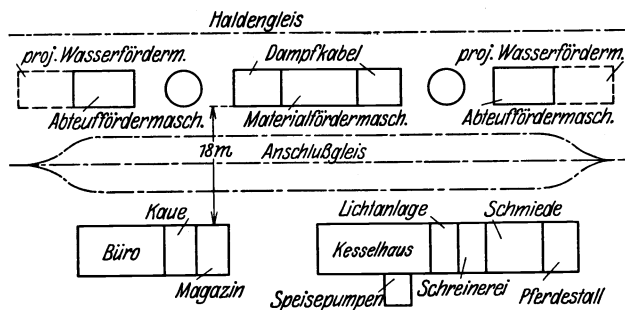 Haldengleis
proj. Wasserförderm.
Dampfkabel
proj. Wasserförderm.
Abteuffördermasch.
Materialfördermasch.
Abteuffördermasch.
18m
Anschlußgleis
Kaue
Lichtanlage
Schmiede
Büro
Kesselhaus
Magazin
Speisepumpen
Schreinerei
Pferdestall